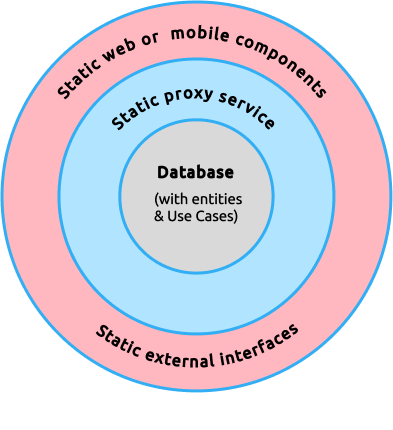 Static web or mobile components
Static proxy service
Database
(with entities
& Use Cases)
Static external interfaces